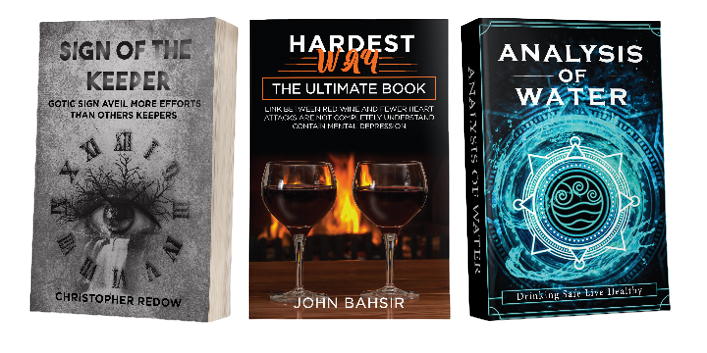 SIGN OF THE
KEEPER
GOTIC SIGN AVEIL MORE EFFORTS
THAN OTHERS KEEPERS
XII
I
III
CHRISTOPHER REDOW
HARDEST
WAY
THE ULTIMATE BOOK
LINK BETWEEN RED WINE AND FEWER HEART
ATTACKS ARE NOT COMPLETELY UNDERSTAND
CONTAIN MENTAL DEPRESSION
JOHN BAHSIR
ANALYSIS OF WATER
ANALYSIS
OF
WATER
Drinking Safe Live Healthy